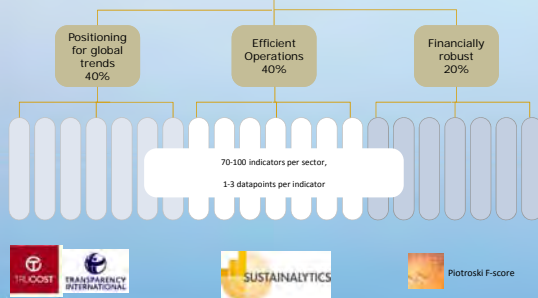 Positioning
for global
trends
40%
Efficient
Operations
40%
Financially
robust
20%
70-100 indicators per sector,
1-3 datapoints per indicator
TRUCOST
TRANSPARENCY
INTERNATIONAL
SUSTAINALYTICS
Piotroski F-score